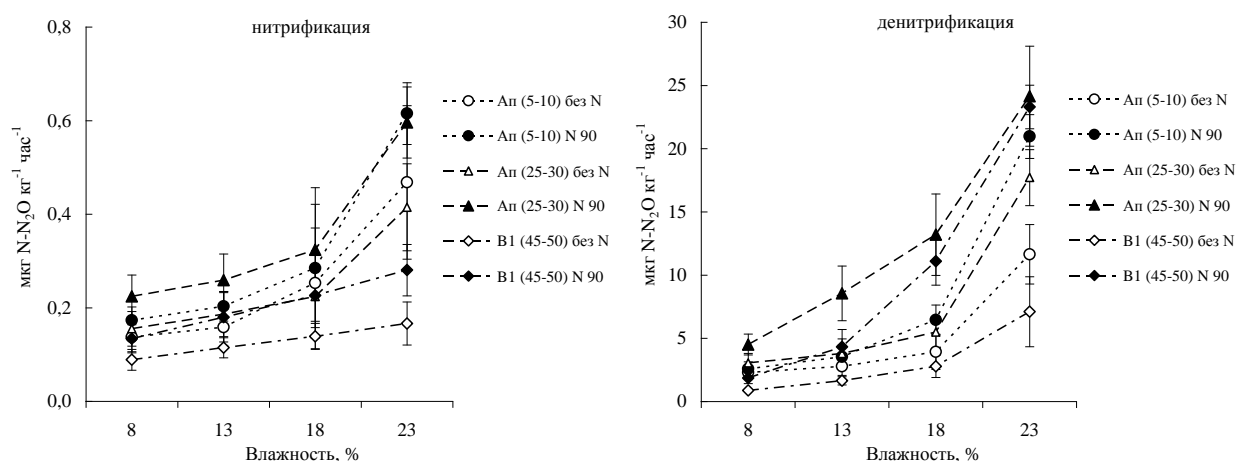 нитрификация
мкг N-N₂O кг⁻¹ час⁻¹
0,8
0,6
0,4
0,2
0,0
8 13 18 23
Влажность, %
Ап (5-10) без N
Ап (5-10) N 90
Ап (25-30) без N
Ап (25-30) N 90
В1 (45-50) без N
В1 (45-50) N 90
денитрификация
мкг N-N₂O кг⁻¹ час⁻¹
30
25
20
15
10
5
0
8 13 18 23
Влажность, %
Ап (5-10) без N
Ап (5-10) N 90
Ап (25-30) без N
Ап (25-30) N 90
В1 (45-50) без N
В1 (45-50) N 90